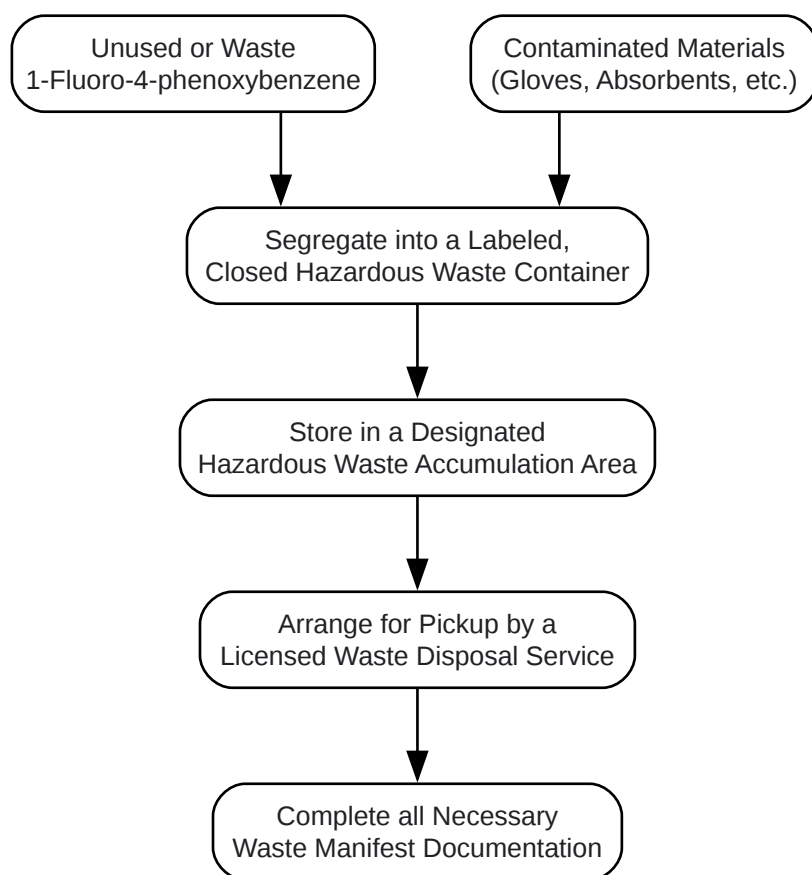 Unused or Waste
1-Fluoro-4-phenoxybenzene
Contaminated Materials
(Gloves, Absorbents, etc.)
Segregate into a Labeled,
Closed Hazardous Waste Container
Store in a Designated
Hazardous Waste Accumulation Area
Arrange for Pickup by a
Licensed Waste Disposal Service
Complete all Necessary
Waste Manifest Documentation